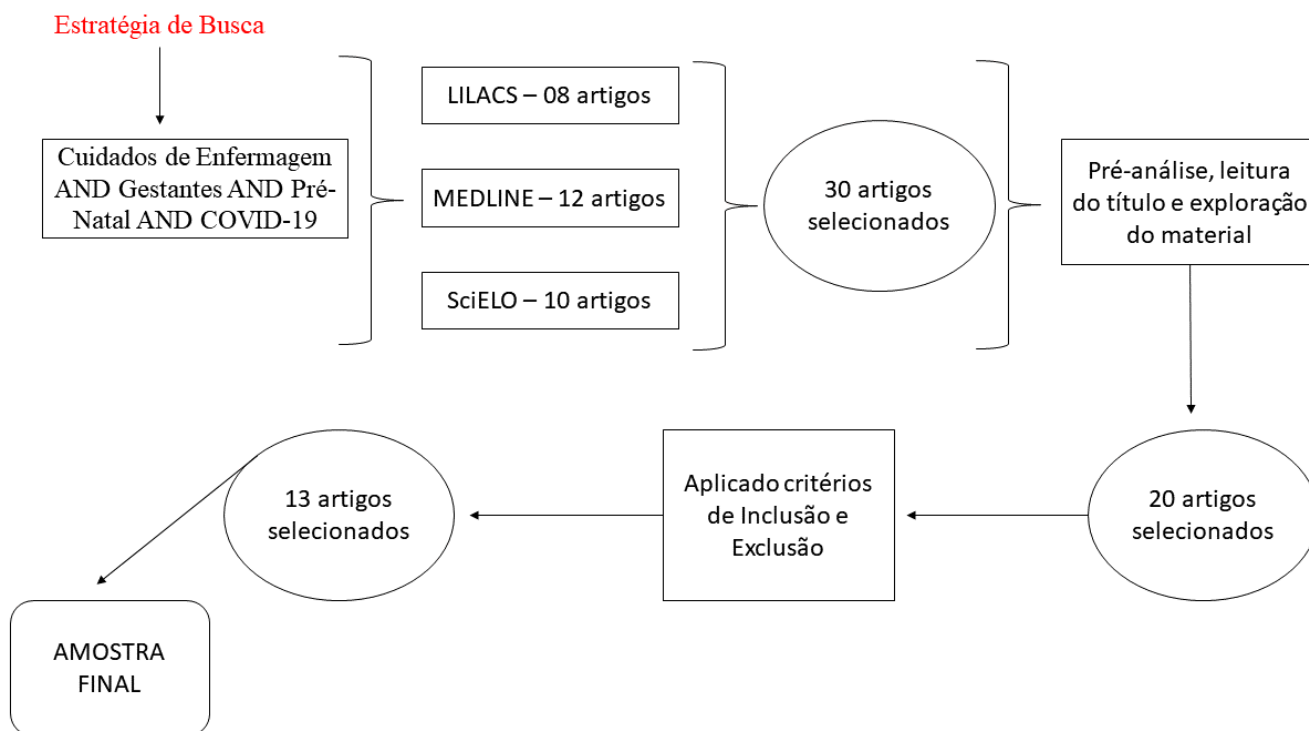 Estratégia de Busca
Cuidados de Enfermagem
AND Gestantes AND Pré-
Natal AND COVID-19
LILACS – 08 artigos
MEDLINE – 12 artigos
SciELO – 10 artigos
30 artigos
selecionados
Pré-análise, leitura
do título e exploração
do material
20 artigos
selecionados
Aplicado critérios
de Inclusão e
Exclusão
13 artigos
selecionados
AMOSTRA
FINAL